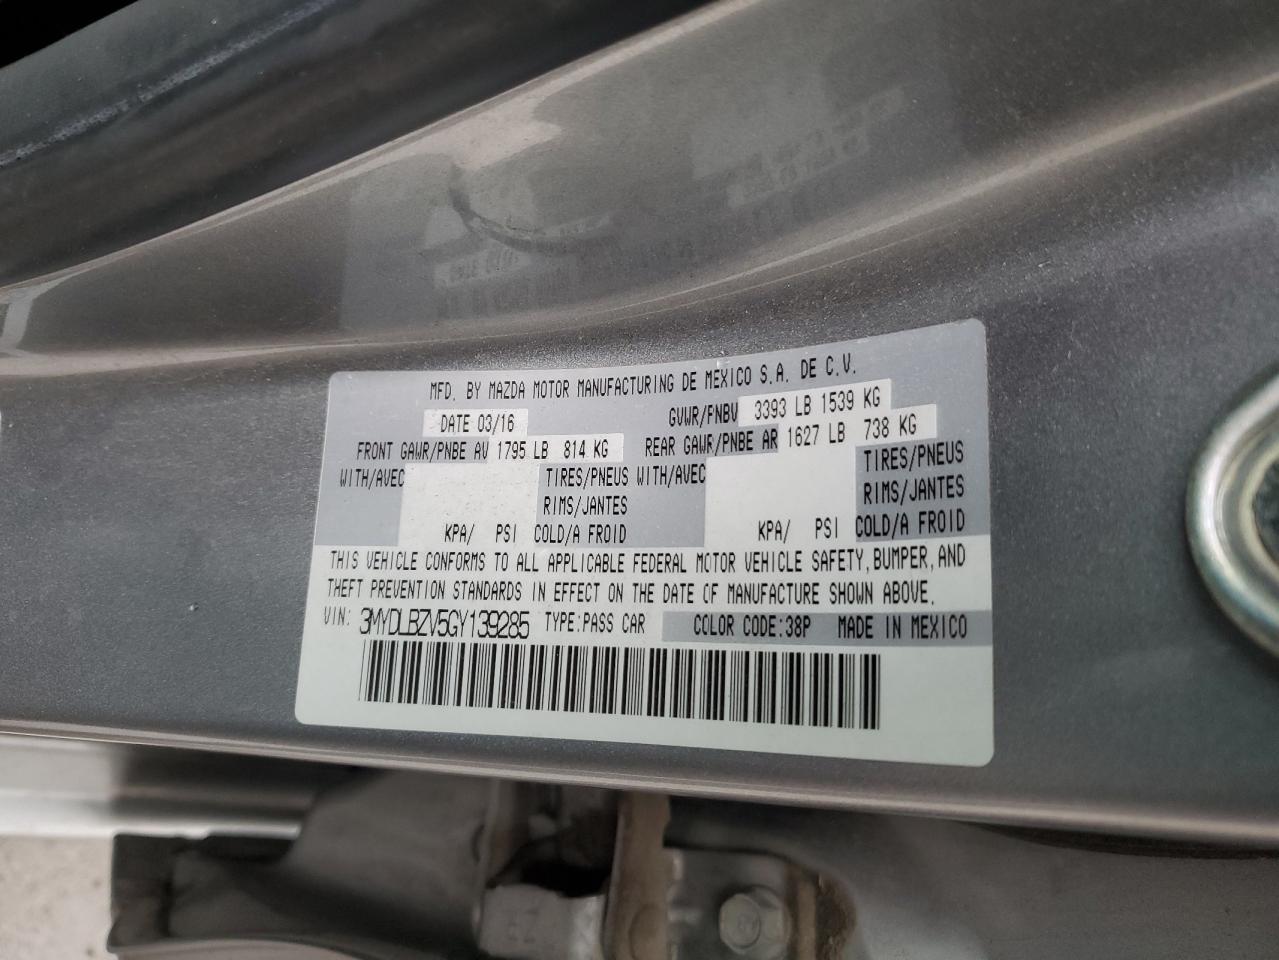 MFD. BY MAZDA MOTOR MANUFACTURING DE MEXICO S.A. DE C.V.
DATE 03/16 GVWR/PNBV 3393 LB 1539 KG
FRONT GAWR/PNBE AV 1795 LB 814 KG REAR GAWR/PNBE AR 1627 LB 738 KG
WITH/AVEC TIRES/PNEUS WITH/AVEC TIRES/PNEUS
RIMS/JANTES RIMS/JANTES
KPA/ PSI COLD/A FROID KPA/ PSI COLD/A FROID
THIS VEHICLE CONFORMS TO ALL APPLICABLE FEDERAL MOTOR VEHICLE SAFETY, BUMPER, AND
THEFT PREVENTION STANDARDS IN EFFECT ON THE DATE OF MANUFACTURE SHOWN ABOVE.
VIN: 3MYDLBZV5GY139285 TYPE: PASS CAR COLOR CODE: 38P MADE IN MEXICO